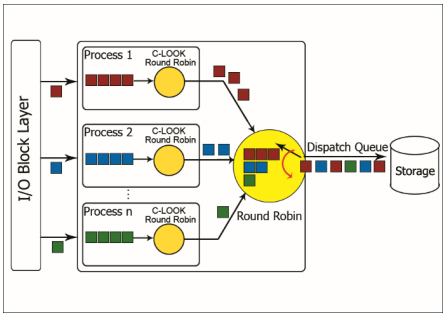 I/O Block Layer
Process 1
C-LOOK
Round Robin
Process 2
C-LOOK
Round Robin
Process n
C-LOOK
Round Robin
Round Robin
Dispatch Queue
Storage